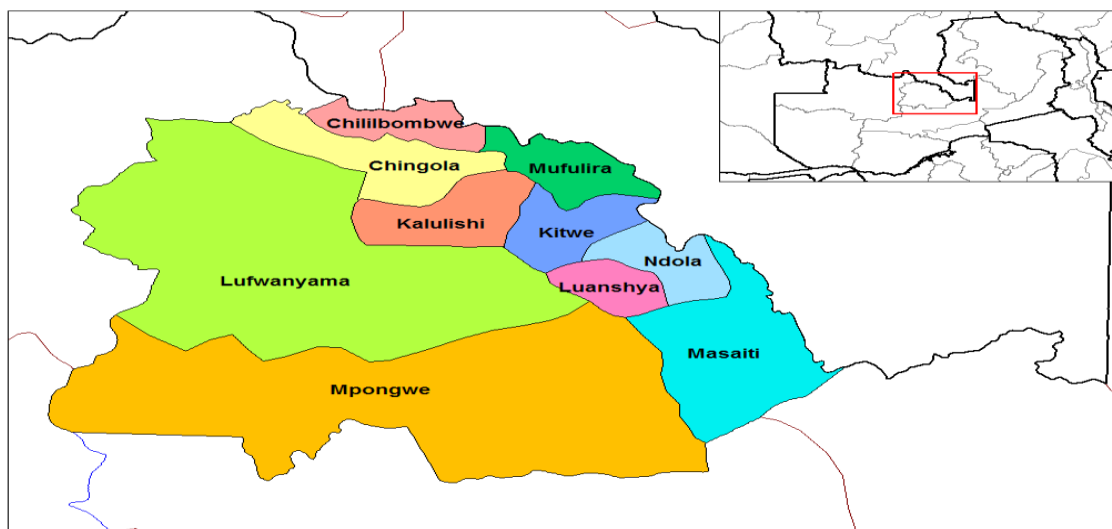 Chililbombwe
Chingola
Mufulira
Kalulishi
Kitwe
Ndola
Lufwanyama
Luanshya
Masaiti
Mpongwe